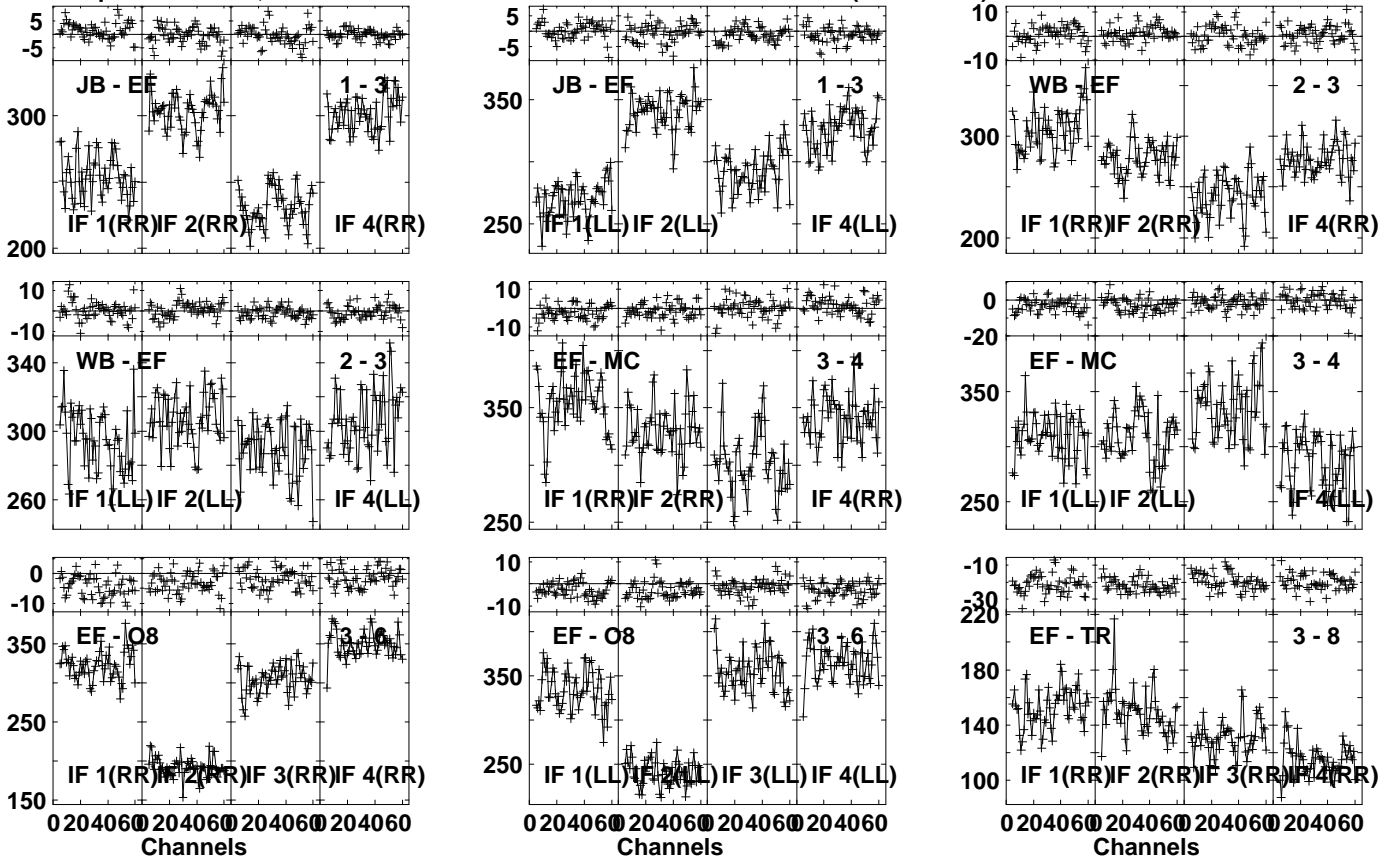 5 5 10
-5 -5 -10
JB - EF 1 - 3 JB - EF 1 - 3 WB - EF 2 - 3
300 350 300
IF 1(RR) IF 2(RR) IF 4(RR) IF 1(LL) IF 2(LL) IF 4(LL) IF 1(RR) IF 2(RR) IF 4(RR)
200 250 200
10 10 0
-10 -10 -20
WB - EF 2 - 3 EF - MC 3 - 4 EF - MC 3 - 4
340 350 350
300
IF 1(LL) IF 2(LL) IF 4(LL) IF 1(RR) IF 2(RR) IF 4(RR) IF 1(LL) IF 2(LL) IF 4(LL)
260 250 250
0 10 -10
-10 -10 -30
220
EF - O8 3 - 6 EF - O8 3 - 6 EF - TR 3 - 8
350 350 180
250 250 140
IF 1(RR) IF 2(RR) IF 3(RR) IF 4(RR) IF 1(LL) IF 2(LL) IF 3(LL) IF 4(LL) IF 1(RR) IF 2(RR) IF 3(RR) IF 4(RR)
150 100
0 20 40 60 0 20 40 60 0 20 40 60 0 20 40 60 0 20 40 60 0 20 40 60 0 20 40 60 0 20 40 60 0 20 40 60 0 20 40 60 0 20 40 60 0 20 40 60
Channels Channels Channels